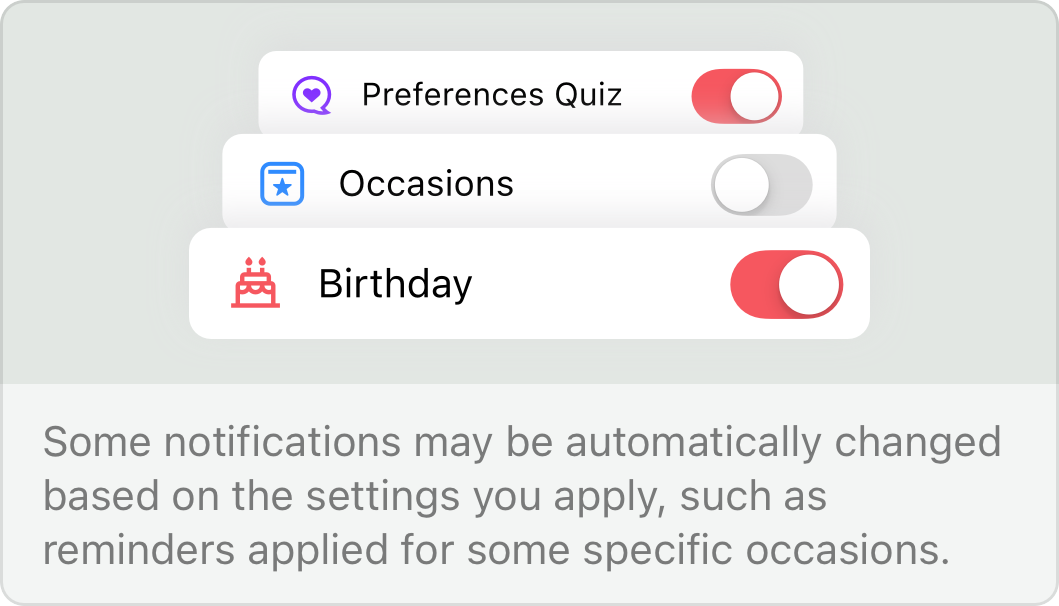 Preferences Quiz
Occasions
Birthday
Some notifications may be automatically changed
based on the settings you apply, such as
reminders applied for some specific occasions.